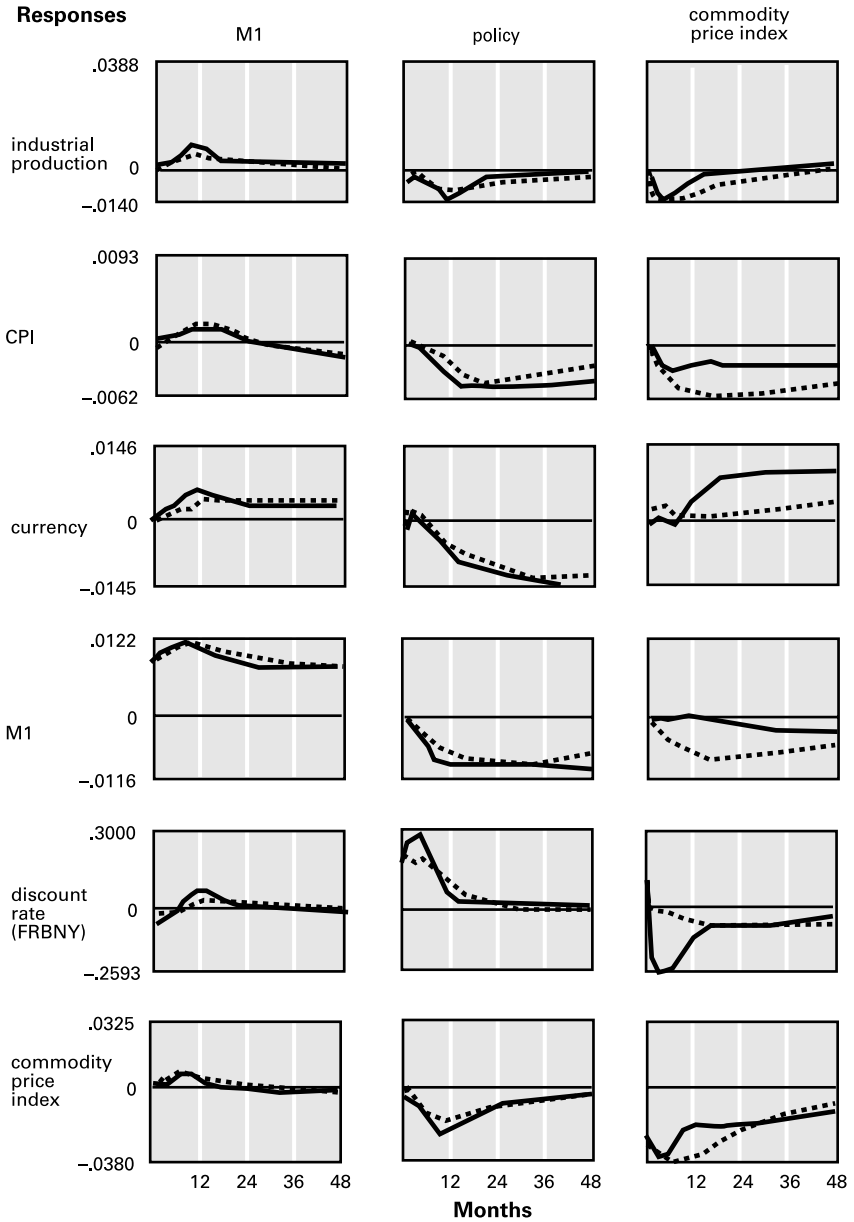 Responses
M1
policy
commodity
price index
industrial
production
.0388
0
–.0140
CPI
.0093
0
–.0062
currency
.0146
0
–.0145
M1
.0122
0
–.0116
discount
rate
(FRBNY)
.3000
0
–.2593
commodity
price
index
.0325
0
–.0380
12 24 36 48 12 24 36 48 12 24 36 48
Months